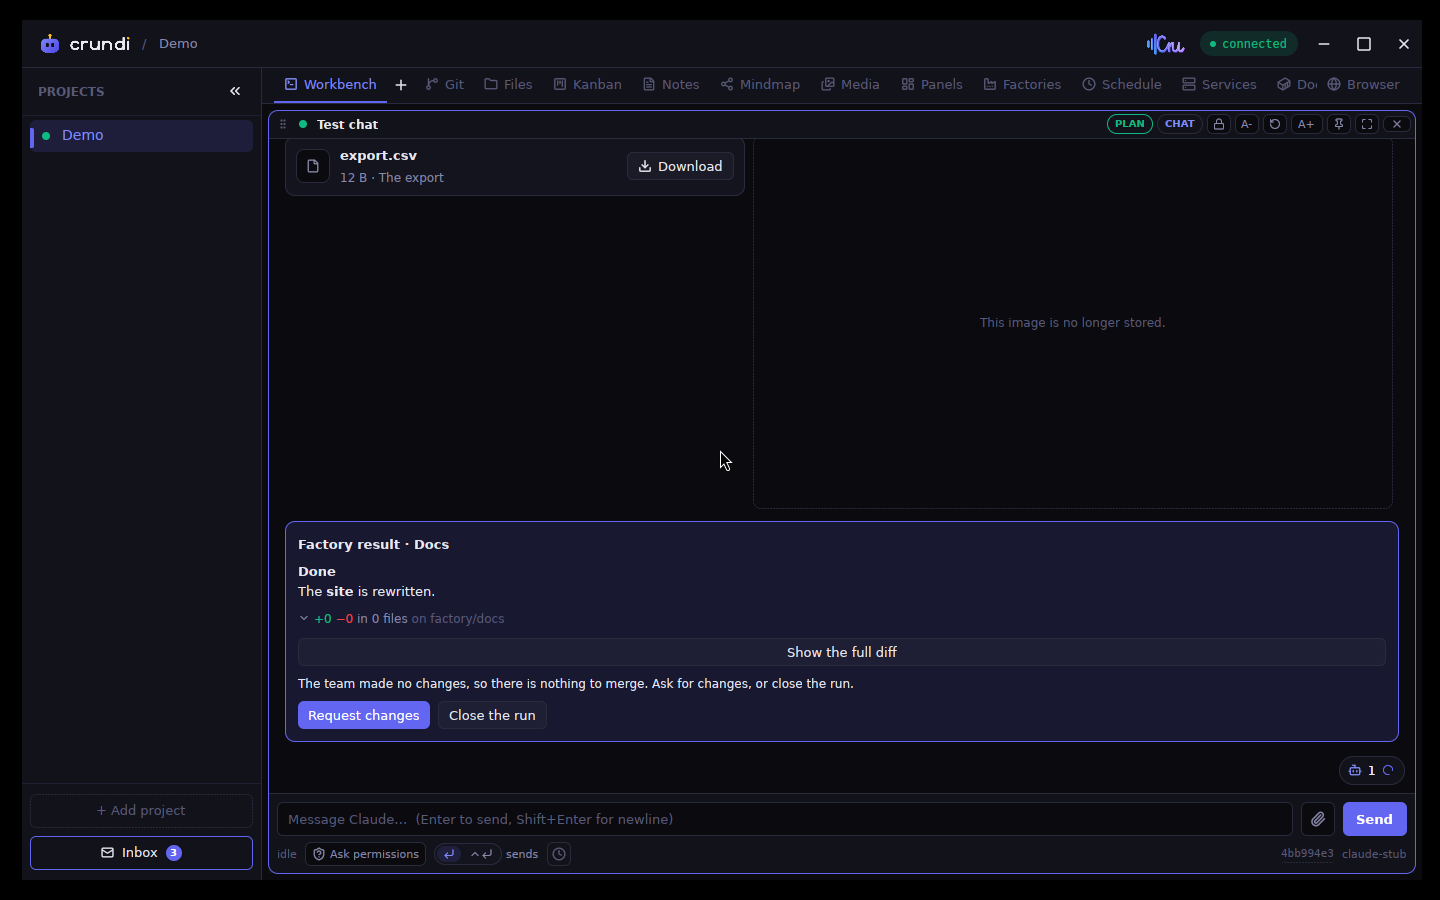 crundi / Demo
Cru
connected
PROJECTS
Workbench
Git
Files
Kanban
Notes
Mindmap
Media
Panels
Factories
Schedule
Services
Doc
Browser
Demo
Test chat
PLAN
CHAT
A-
A+
export.csv
12 B · The export
Download
This image is no longer stored.
Factory result · Docs
Done
The site is rewritten.
+0 −0 in 0 files on factory/docs
Show the full diff
The team made no changes, so there is nothing to merge. Ask for changes, or close the run.
Request changes
Close the run
1
+ Add project
Inbox 3
Message Claude... (Enter to send, Shift+Enter for newline)
Send
idle
Ask permissions
sends
4bb994e3
claude-stub